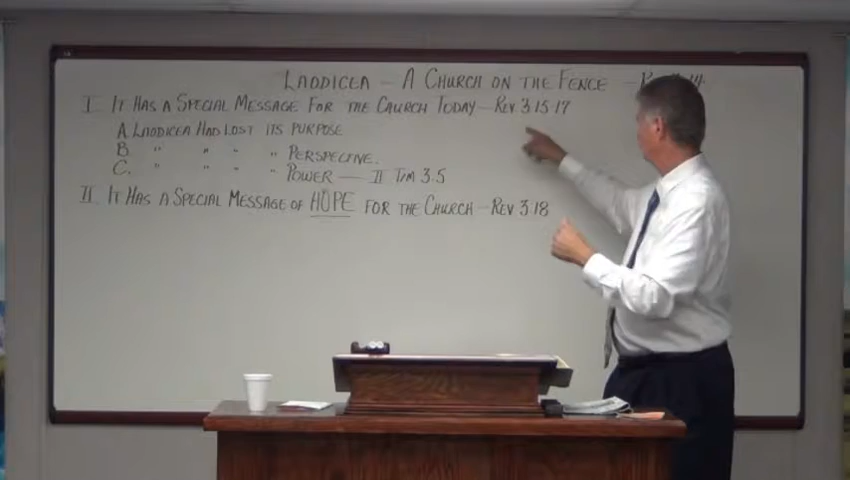 LAODICEA - A CHURCH ON THE FENCE -
I IT HAS A SPECIAL MESSAGE FOR THE CHURCH TODAY - REV 3:15-17
A. LAODICEA HAD LOST ITS PURPOSE
B. " " " " PERSPECTIVE.
C. " " " " POWER — II TIM 3:5
II IT HAS A SPECIAL MESSAGE OF HOPE FOR THE CHURCH - REV 3:18